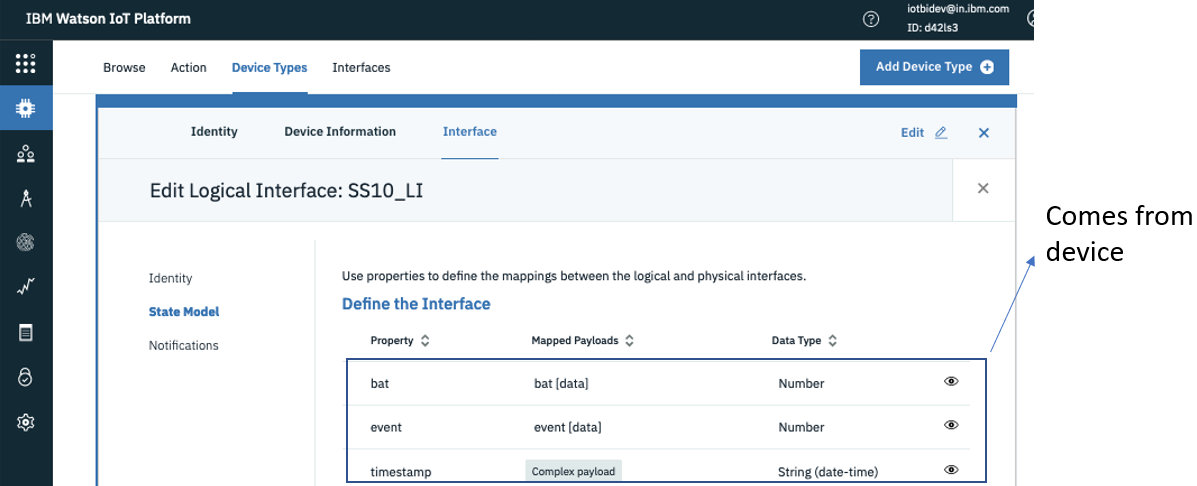 IBM Watson IoT Platform
iotbidev@in.ibm.com
ID: d42ls3
Browse Action Device Types Interfaces
Add Device Type
Identity Device Information Interface
Edit
Edit Logical Interface: SS10_LI
Comes from
device
Identity
State Model
Notifications
Use properties to define the mappings between the logical and physical interfaces.
Define the Interface
Property Mapped Payloads Data Type
bat bat [data] Number
event event [data] Number
timestamp Complex payload String (date-time)